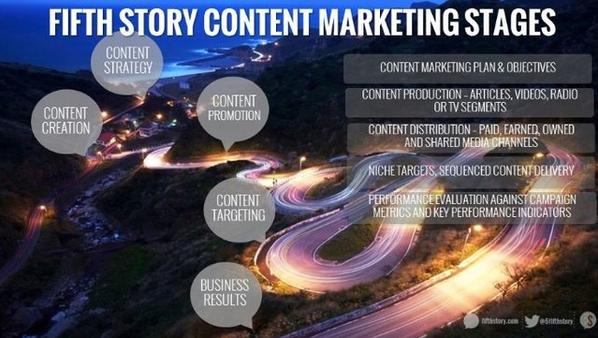 FIFTH STORY CONTENT MARKETING STAGES
CONTENT
STRATEGY
CONTENT
CREATION
CONTENT
PROMOTION
CONTENT
TARGETING
BUSINESS
RESULTS
CONTENT MARKETING PLAN & OBJECTIVES
CONTENT PRODUCTION - ARTICLES, VIDEOS, RADIO
OR TV SEGMENTS
CONTENT DISTRIBUTION - PAID, EARNED, OWNED
AND SHARED MEDIA CHANNELS
NICHE TARGETS, SEQUENCED CONTENT DELIVERY
PERFORMANCE EVALUATION AGAINST CAMPAIGN
METRICS AND KEY PERFORMANCE INDICATORS
fifthstory.com